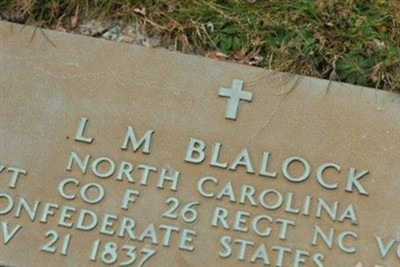 L M BLALOCK
NORTH CAROLINA
CO F 26 REGT NC
CONFEDERATE STATES
21 1837